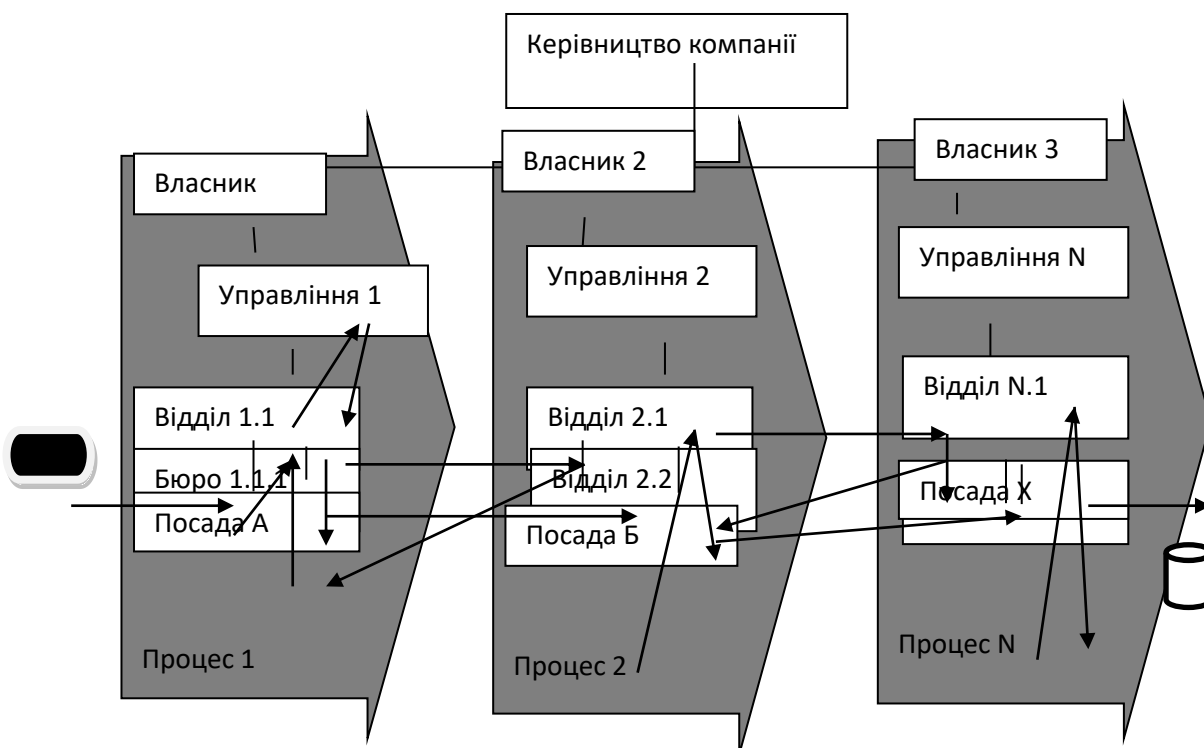 Керівництво компанії
Власник
Власник 2
Власник 3
Управління 1
Управління 2
Управління N
Відділ 1.1
Бюро 1.1.1
Посада А
Відділ 2.1
Відділ 2.2
Посада Б
Відділ N.1
Посада Х
Процес 1
Процес 2
Процес N